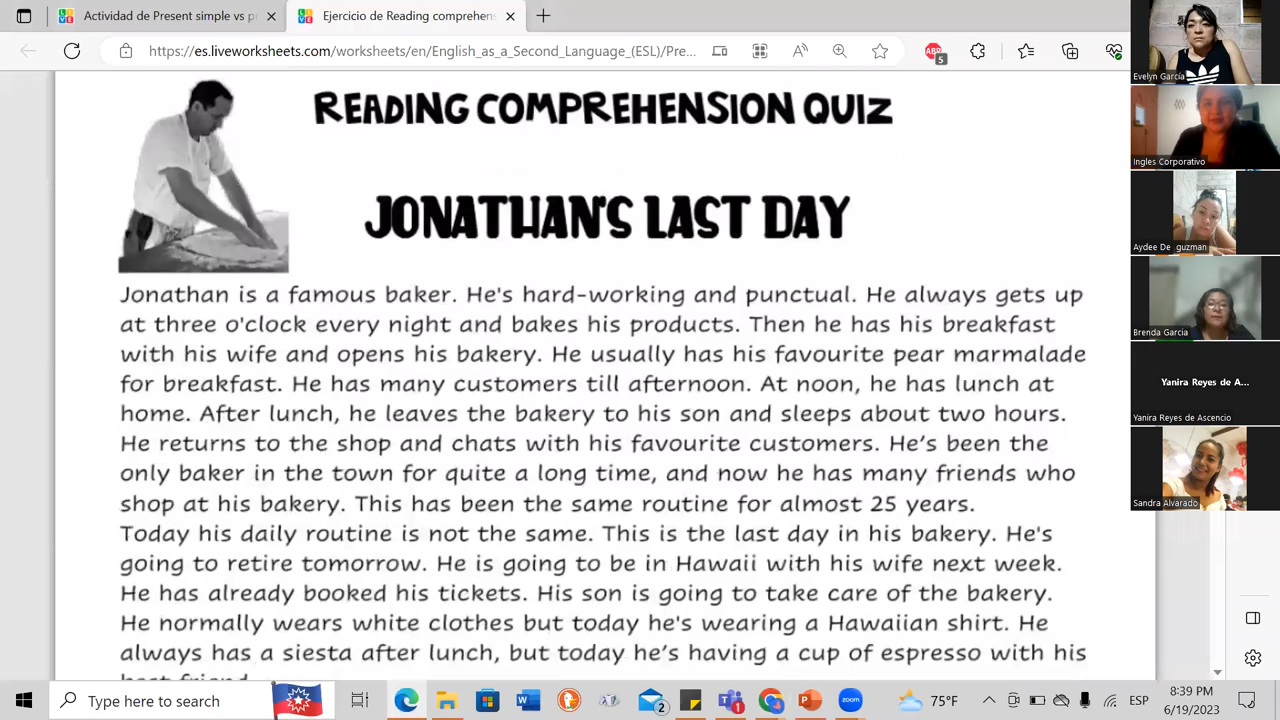 Actividad de Present simple vs pr
Ejercicio de Reading comprehens
https://es.liveworksheets.com/worksheets/en/English_as_a_Second_Language_(ESL)/Pre...
ABP
5
READING COMPREHENSION QUIZ
JONATHAN'S LAST DAY
Jonathan is a famous baker. He's hard-working and punctual. He always gets up
at three o'clock every night and bakes his products. Then he has his breakfast
with his wife and opens his bakery. He usually has his favourite pear marmalade
for breakfast. He has many customers till afternoon. At noon, he has lunch at
home. After lunch, he leaves the bakery to his son and sleeps about two hours.
He returns to the shop and chats with his favourite customers. He's been the
only baker in the town for quite a long time, and now he has many friends who
shop at his bakery. This has been the same routine for almost 25 years.
Today his daily routine is not the same. This is the last day in his bakery. He's
going to retire tomorrow. He is going to be in Hawaii with his wife next week.
He has already booked his tickets. His son is going to take care of the bakery.
He normally wears white clothes but today he's wearing a Hawaiian shirt. He
always has a siesta after lunch, but today he's having a cup of espresso with his
best friend.
Evelyn García
Ingles Corporativo
Aydee De guzman
Brenda Garcia
Yanira Reyes de A...
Yanira Reyes de Ascencio
Sandra Alvarado
Type here to search
2
1
zoom
75°F
ESP
8:39 PM
6/19/2023